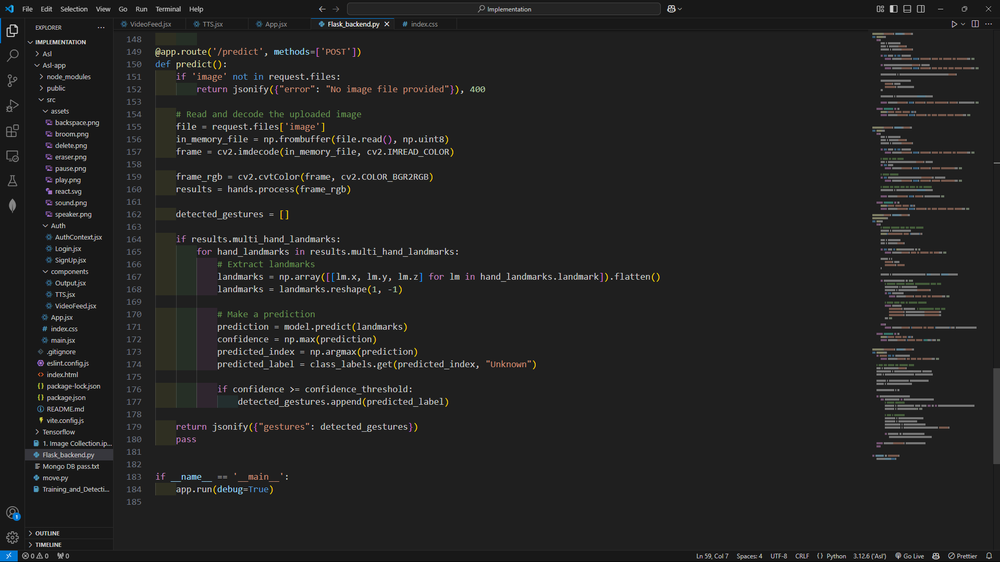 File Edit Selection View Go Run Terminal Help
Implementation
EXPLORER
VideoFeed.jsx
TTS.jsx
App.jsx
Flask_backend.py
index.css
IMPLEMENTATION
Asl
Asl-app
node_modules
public
src
assets
backspace.png
broom.png
delete.png
eraser.png
pause.png
play.png
react.svg
sound.png
speaker.png
Auth
AuthContext.jsx
Login.jsx
SignUp.jsx
components
Output.jsx
TTS.jsx
VideoFeed.jsx
App.jsx
index.css
main.jsx
.gitignore
eslint.config.js
index.html
package-lock.json
package.json
README.md
vite.config.js
Tensorflow
1. Image Collection.ip...
Flask_backend.py
Mongo DB pass.txt
move.py
Training_and_Detecti...
OUTLINE
TIMELINE
148
149 @app.route('/predict', methods=['POST'])
150 def predict():
151     if 'image' not in request.files:
152         return jsonify({"error": "No image file provided"}), 400
153
154     # Read and decode the uploaded image
155     file = request.files['image']
156     in_memory_file = np.frombuffer(file.read(), np.uint8)
157     frame = cv2.imdecode(in_memory_file, cv2.IMREAD_COLOR)
158
159     frame_rgb = cv2.cvtColor(frame, cv2.COLOR_BGR2RGB)
160     results = hands.process(frame_rgb)
161
162     detected_gestures = []
163
164     if results.multi_hand_landmarks:
165         for hand_landmarks in results.multi_hand_landmarks:
166             # Extract landmarks
167             landmarks = np.array([[lm.x, lm.y, lm.z] for lm in hand_landmarks.landmark]).flatten()
168             landmarks = landmarks.reshape(1, -1)
169
170             # Make a prediction
171             prediction = model.predict(landmarks)
172             confidence = np.max(prediction)
173             predicted_index = np.argmax(prediction)
174             predicted_label = class_labels.get(predicted_index, "Unknown")
175
176             if confidence >= confidence_threshold:
177                 detected_gestures.append(predicted_label)
178
179     return jsonify({"gestures": detected_gestures})
180     pass
181
182
183 if __name__ == '__main__':
184     app.run(debug=True)
185
1
0 0 0
Ln 59, Col 7 Spaces: 4 UTF-8 CRLF {} Python 3.12.6 ('Asl') Go Live Prettier